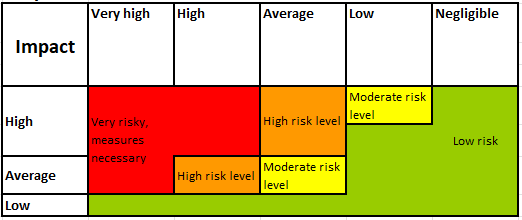 Impact
Very high
High
Average
Low
Negligible
High
Very risky,
measures
necessary
High risk level
Moderate risk
level
Low risk
Average
High risk level
Moderate risk
level
Low